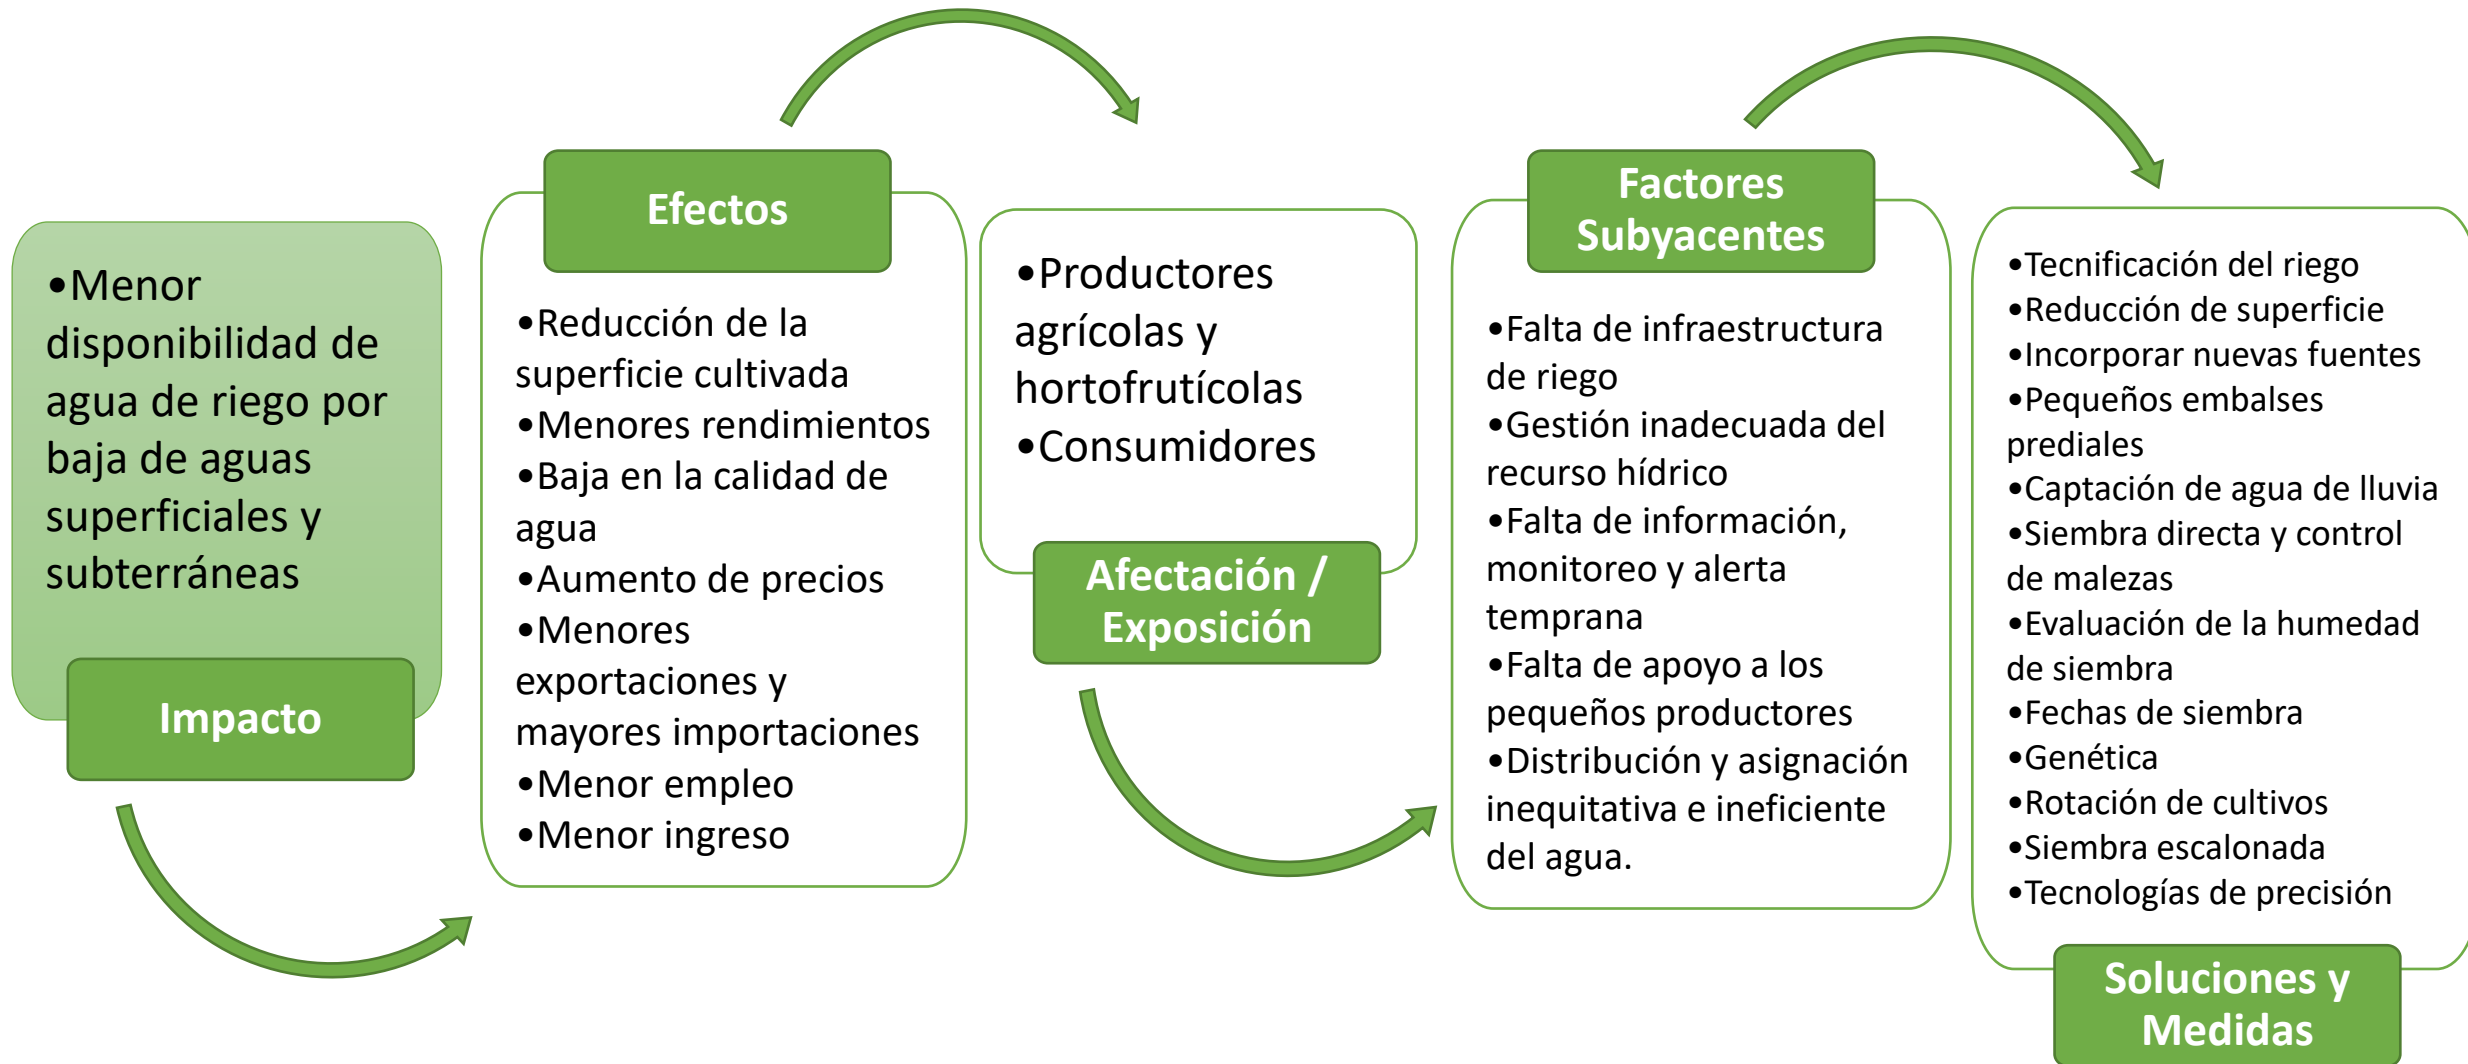 •Menor
disponibilidad de
agua de riego por
baja de aguas
superficiales y
subterráneas
Impacto
Efectos
•Reducción de la
superficie cultivada
•Menores rendimientos
•Baja en la calidad de
agua
•Aumento de precios
•Menores
exportaciones y
mayores importaciones
•Menor empleo
•Menor ingreso
•Productores
agrícolas y
hortofrutícolas
•Consumidores
Afectación /
Exposición
Factores
Subyacentes
•Falta de infraestructura
de riego
•Gestión inadecuada del
recurso hídrico
•Falta de información,
monitoreo y alerta
temprana
•Falta de apoyo a los
pequeños productores
•Distribución y asignación
inequitativa e ineficiente
del agua.
•Tecnificación del riego
•Reducción de superficie
•Incorporar nuevas fuentes
•Pequeños embalses
prediales
•Captación de agua de lluvia
•Siembra directa y control
de malezas
•Evaluación de la humedad
de siembra
•Fechas de siembra
•Genética
•Rotación de cultivos
•Siembra escalonada
•Tecnologías de precisión
Soluciones y
Medidas